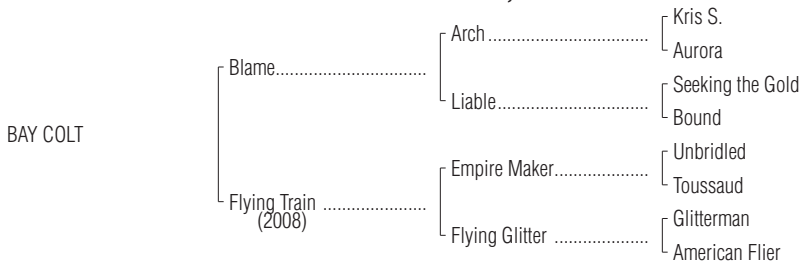 Kris S.
Arch ................................
Aurora
Blame...............................
Seeking the Gold
Liable...............................
Bound
BAY COLT
Unbridled
Empire Maker...................
Toussaud
Flying Train .....................
(2008)
Glitterman
Flying Glitter ...................
American Flier